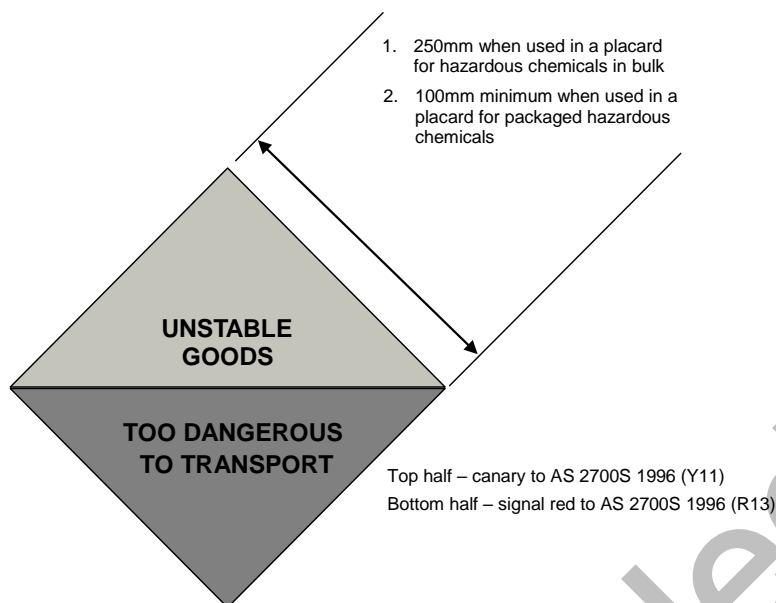 1. 250mm when used in a placard
for hazardous chemicals in bulk
2. 100mm minimum when used in a
placard for packaged hazardous
chemicals
UNSTABLE
GOODS
TOO DANGEROUS
TO TRANSPORT
Top half – canary to AS 2700S 1996 (Y11)
Bottom half – signal red to AS 2700S 1996 (R13)